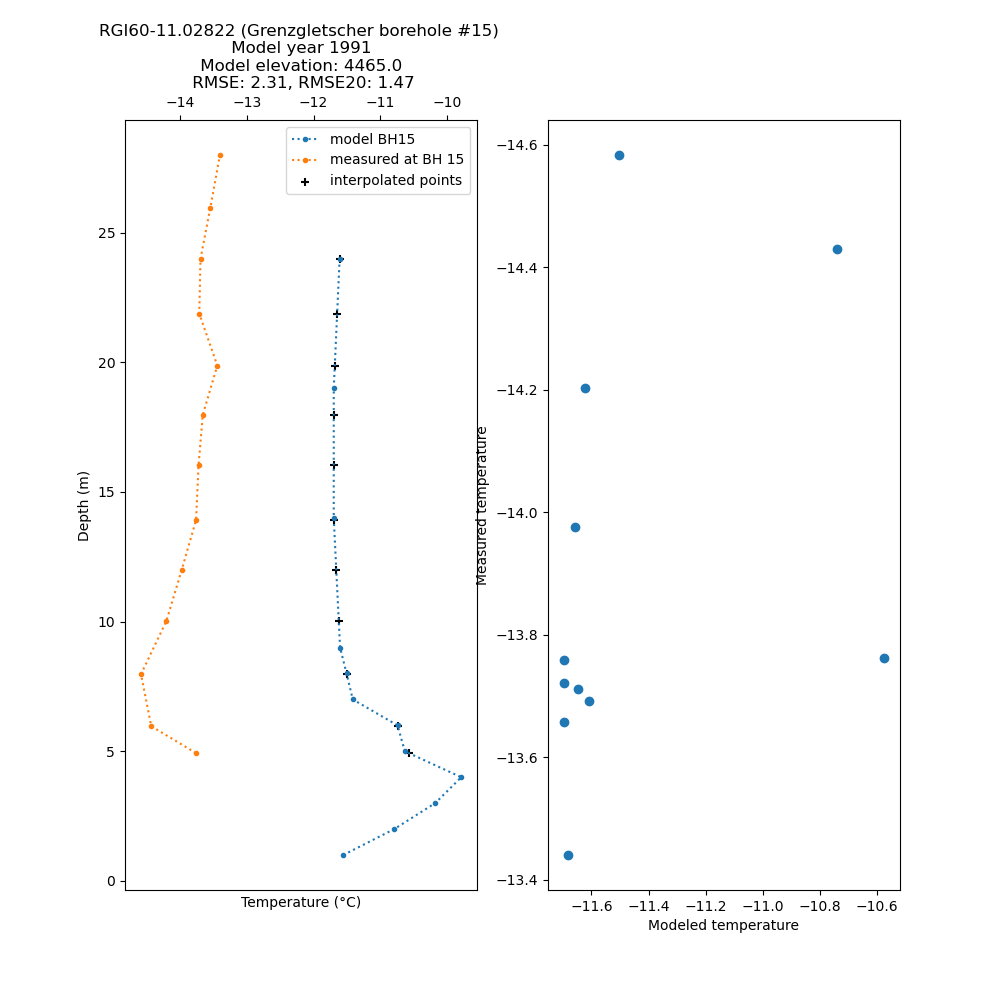 RGI60-11.02822 (Grenzgletscher borehole #15)
Model year 1991
Model elevation: 4465.0
RMSE: 2.31, RMSE20: 1.47
−14 −13 −12 −11 −10
model BH15
measured at BH 15
interpolated points
25
20
15
10
5
0
Depth (m)
Temperature (°C)
−14.6
−14.4
−14.2
−14.0
−13.8
−13.6
−13.4
Measured temperature
−11.6 −11.4 −11.2 −11.0 −10.8 −10.6
Modeled temperature